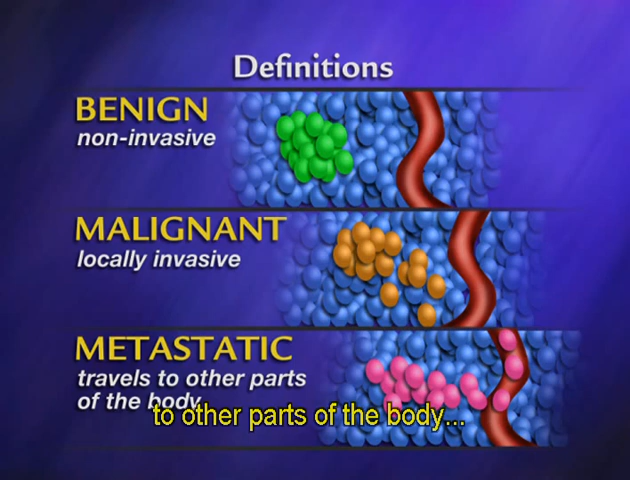 Definitions
BENIGN
non-invasive
MALIGNANT
locally invasive
METASTATIC
travels to other parts
of the body
to other parts of the body...